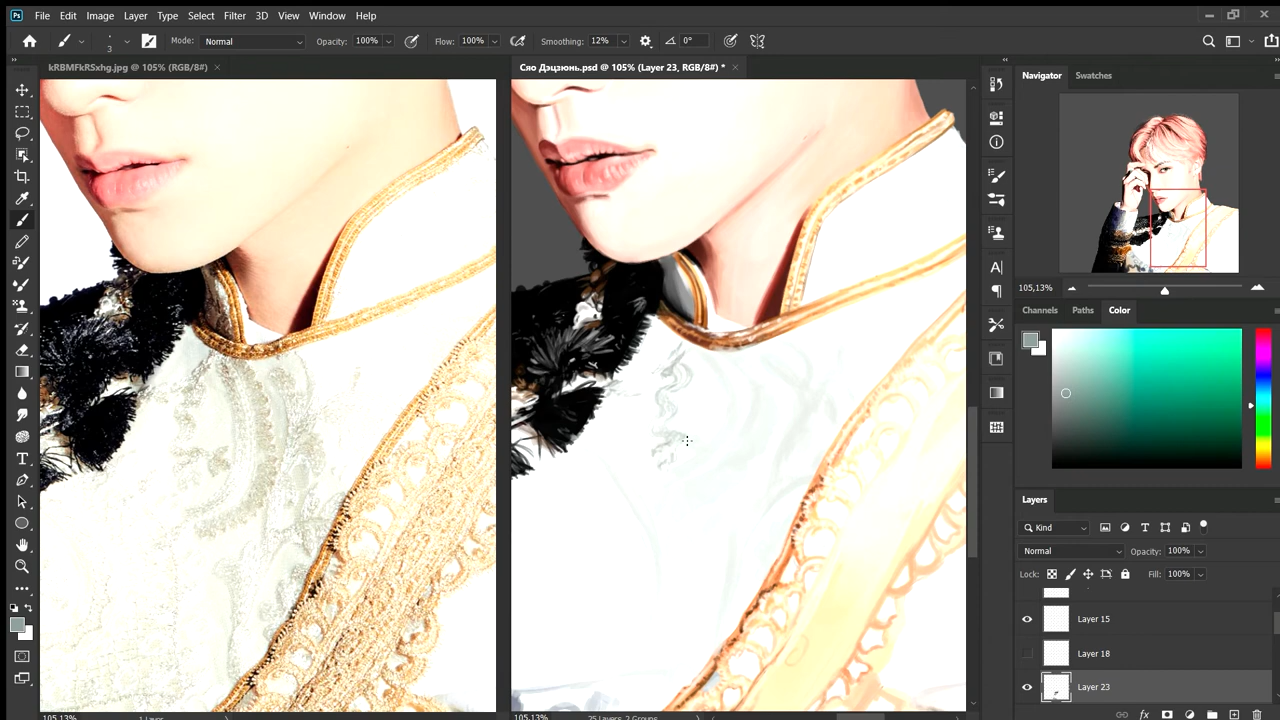 Ps File Edit Image Layer Type Select Filter 3D View Window Help
3 Mode: Normal Opacity: 100% Flow: 100% Smoothing: 12% 0°
kRBMFkRSxhg.jpg @ 105% (RGB/8#) ×
Сяо Дэцзюнь.psd @ 105% (Layer 23, RGB/8#) * ×
Navigator Swatches
105,13%
Channels Paths Color
Layers
Kind
Normal Opacity: 100%
Lock: Fill: 100%
Layer 15
Layer 18
Layer 23
105,13% 1 Layer
105,13% 25 Layers, 2 Groups